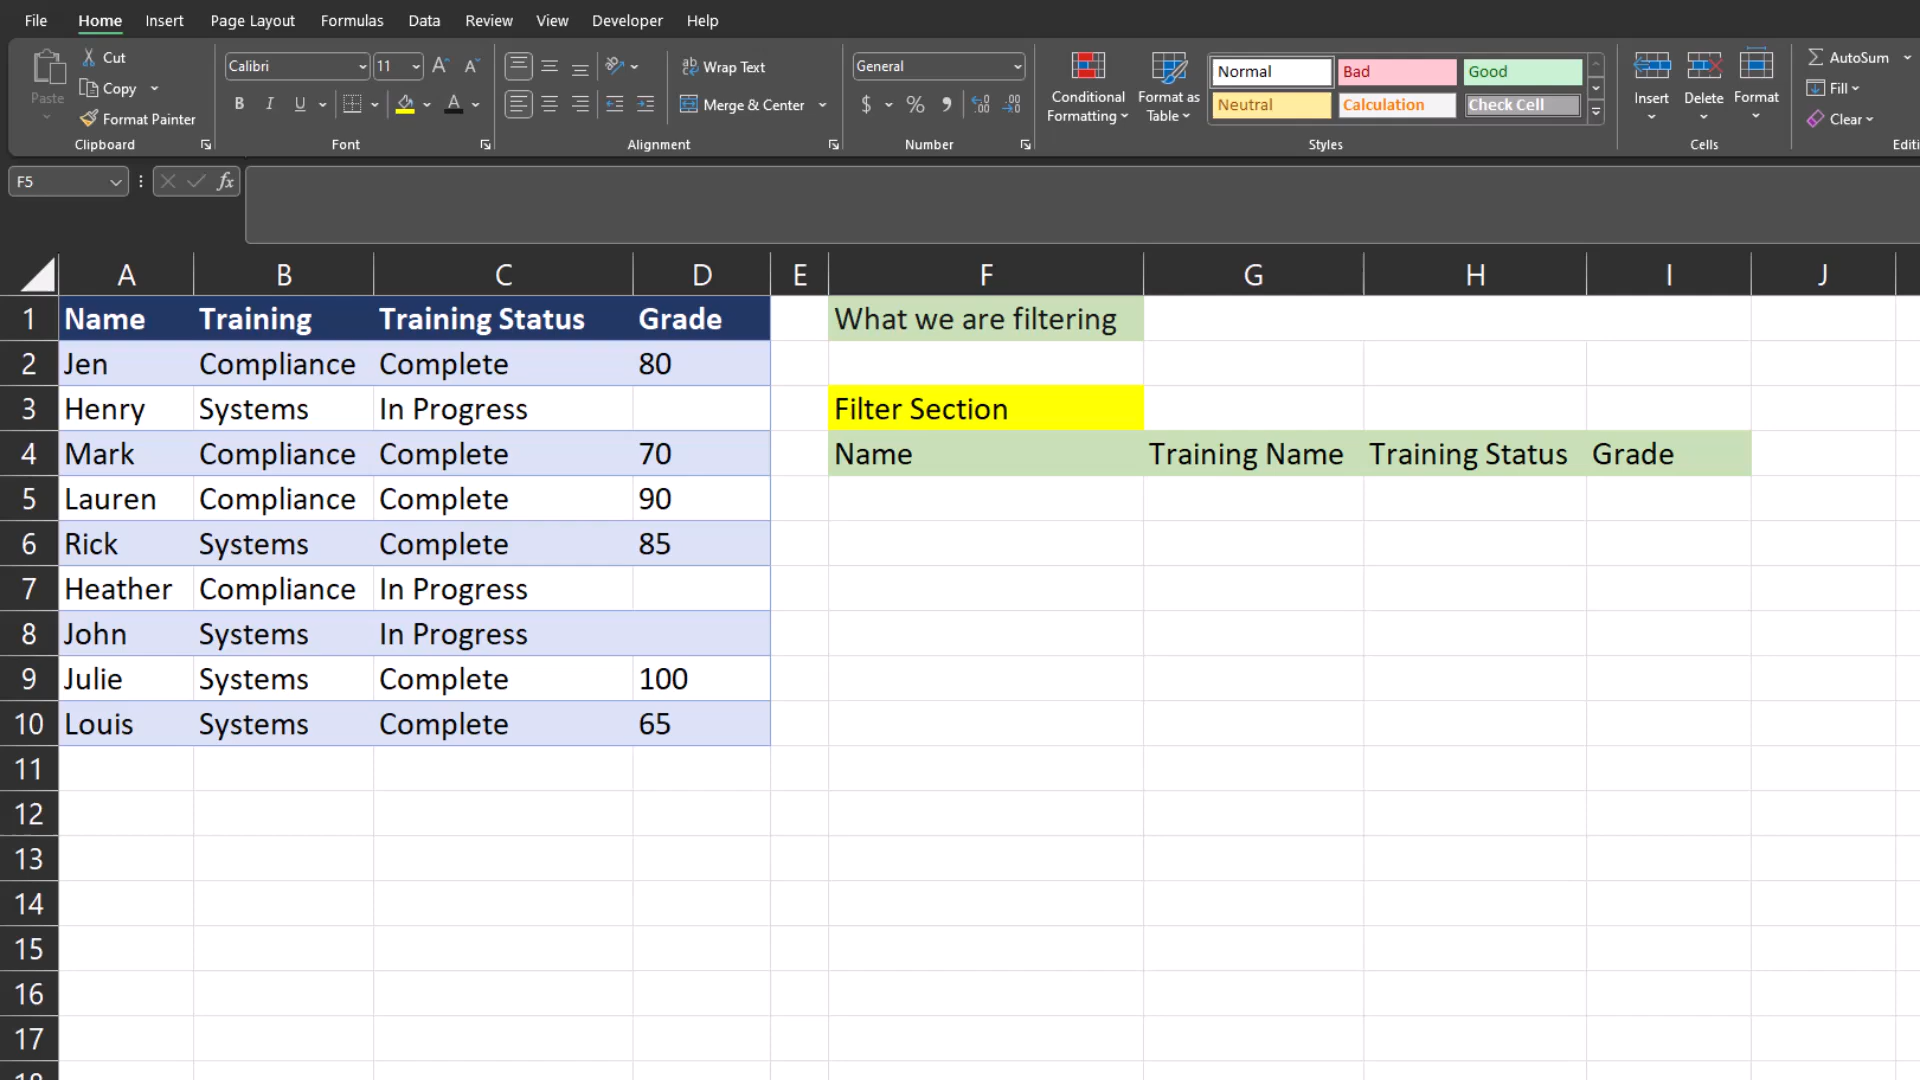 File Home Insert Page Layout Formulas Data Review View Developer Help
Paste
Cut
Copy
Format Painter
Clipboard
Calibri 11
B I U
Font
Wrap Text
Merge & Center
Alignment
General
$ % 9
Number
Conditional Formatting
Format as Table
Normal Bad Good
Neutral Calculation Check Cell
Styles
Insert Delete Format
Cells
AutoSum
Fill
Clear
Editi
F5 fx
A B C D E F G H I J
1 Name Training Training Status Grade What we are filtering
2 Jen Compliance Complete 80
3 Henry Systems In Progress Filter Section
4 Mark Compliance Complete 70 Name Training Name Training Status Grade
5 Lauren Compliance Complete 90
6 Rick Systems Complete 85
7 Heather Compliance In Progress
8 John Systems In Progress
9 Julie Systems Complete 100
10 Louis Systems Complete 65
11
12
13
14
15
16
17